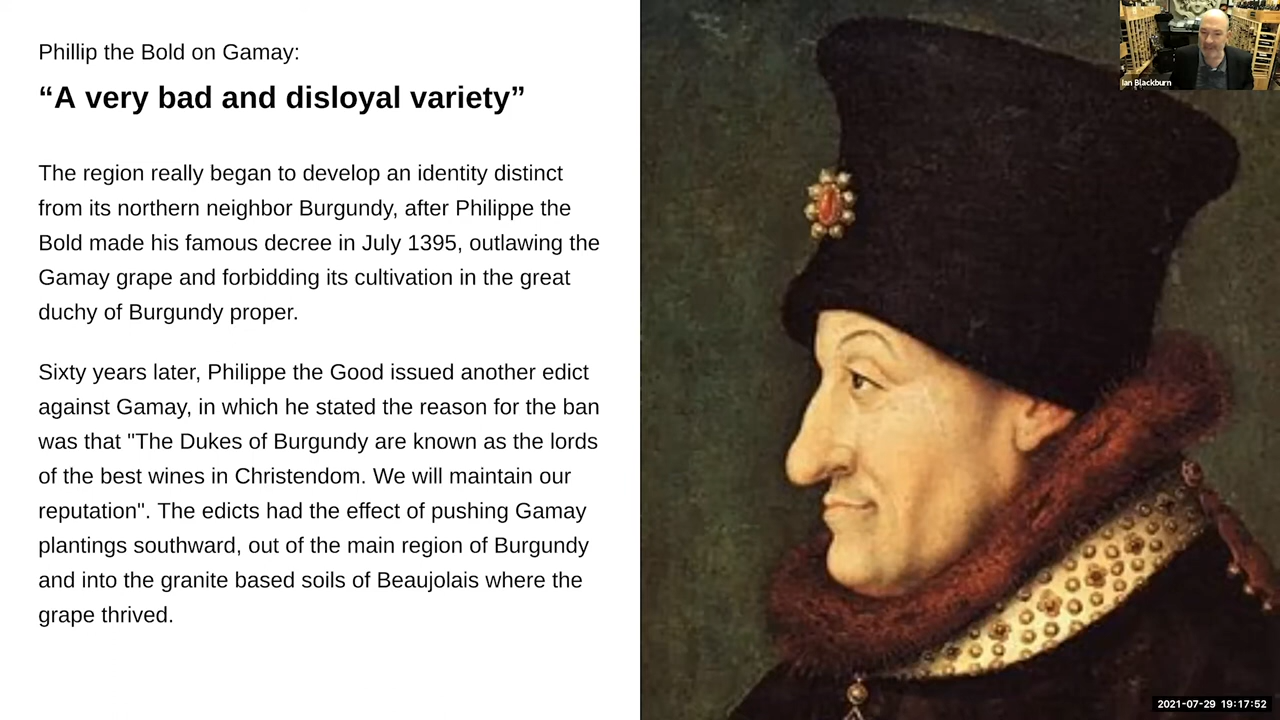 Phillip the Bold on Gamay:
“A very bad and disloyal variety”
The region really began to develop an identity distinct
from its northern neighbor Burgundy, after Philippe the
Bold made his famous decree in July 1395, outlawing the
Gamay grape and forbidding its cultivation in the great
duchy of Burgundy proper.
Sixty years later, Philippe the Good issued another edict
against Gamay, in which he stated the reason for the ban
was that "The Dukes of Burgundy are known as the lords
of the best wines in Christendom. We will maintain our
reputation". The edicts had the effect of pushing Gamay
plantings southward, out of the main region of Burgundy
and into the granite based soils of Beaujolais where the
grape thrived.
Ian Blackburn
2021-07-29 19:17:52